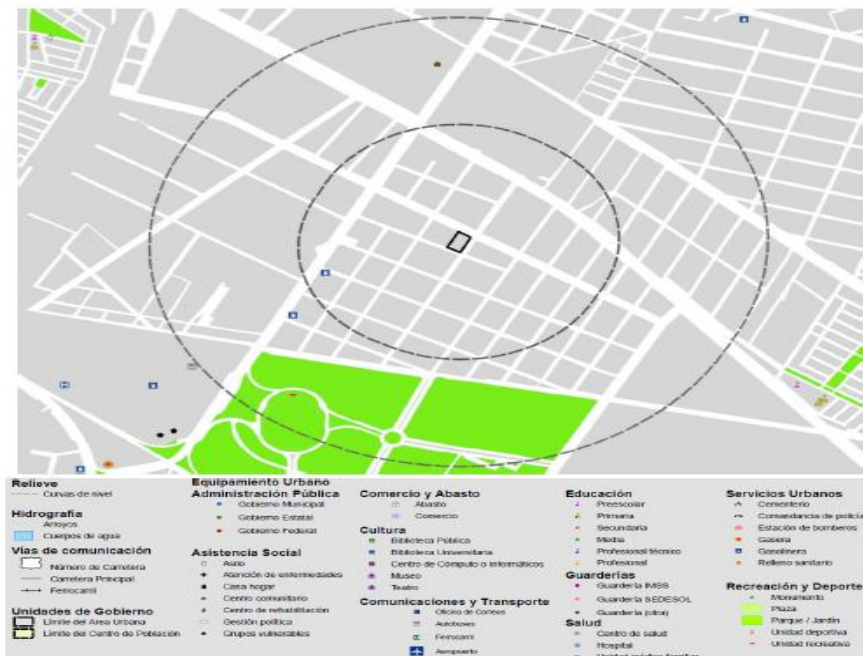 Relieve
Curvas de nivel
Hidrografía
Arroyos
Cuerpos de agua
Vías de comunicación
Número de Carretera
Carretera Principal
Ferrocarril
Unidades de Gobierno
Límite del Area Urbana
Límite del Centro de Población
Equipamiento Urbano
Administración Pública
Gobierno Municipal
Gobierno Estatal
Gobierno Federal
Asistencia Social
Asilo
Atención de enfermedades
Casa hogar
Centro comunitario
Centro de rehabilitación
Gestión política
Grupos vulnerables
Comercio y Abasto
Abasto
Comercio
Cultura
Biblioteca Pública
Biblioteca Universitaria
Centro de Cómputo o Informáticos
Museo
Teatro
Comunicaciones y Transporte
Oficina de Correos
Autobuses
Ferrocarril
Aeropuerto
Educación
Preescolar
Primaria
Secundaria
Media
Profesional técnico
Profesional
Guarderías
Guardería IMSS
Guardería SEDESOL
Guardería (otra)
Salud
Centro de salud
Hospital
Unidad médico familiar
Servicios Urbanos
Cementerio
Comandancia de policía
Estación de bomberos
Gasera
Gasolinera
Relleno sanitario
Recreación y Deporte
Monumento
Plaza
Parque / Jardín
Unidad deportiva
Unidad recreativa